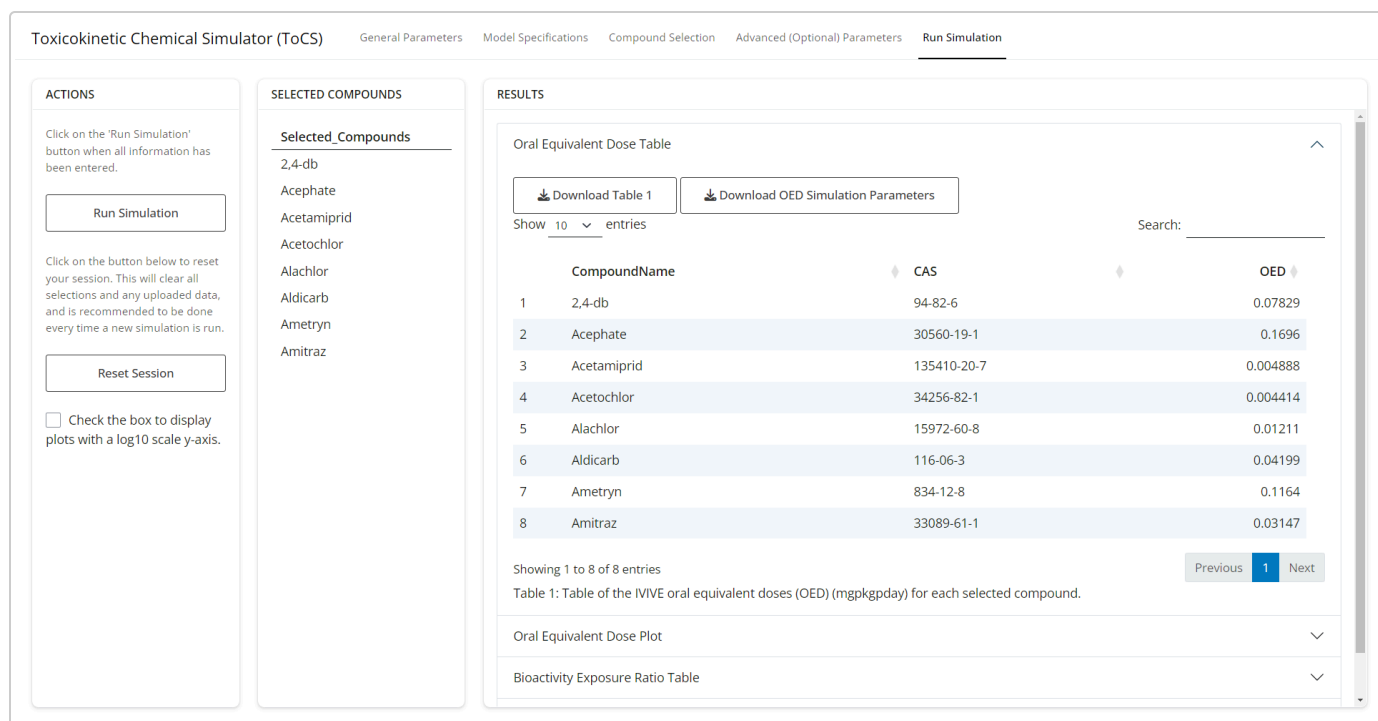 Toxicokinetic Chemical Simulator (ToCS)
General Parameters
Model Specifications
Compound Selection
Advanced (Optional) Parameters
Run Simulation
ACTIONS
Click on the 'Run Simulation'
button when all information has
been entered.
Run Simulation
Click on the button below to reset
your session. This will clear all
selections and any uploaded data,
and is recommended to be done
every time a new simulation is run.
Reset Session
Check the box to display
plots with a log10 scale y-axis.
SELECTED COMPOUNDS
Selected_Compounds
2,4-db
Acephate
Acetamiprid
Acetochlor
Alachlor
Aldicarb
Ametryn
Amitraz
RESULTS
Oral Equivalent Dose Table
Download Table 1
Download OED Simulation Parameters
Show 10 entries
Search:
CompoundName CAS OED
1 2,4-db 94-82-6 0.07829
2 Acephate 30560-19-1 0.1696
3 Acetamiprid 135410-20-7 0.004888
4 Acetochlor 34256-82-1 0.004414
5 Alachlor 15972-60-8 0.01211
6 Aldicarb 116-06-3 0.04199
7 Ametryn 834-12-8 0.1164
8 Amitraz 33089-61-1 0.03147
Showing 1 to 8 of 8 entries
Previous 1 Next
Table 1: Table of the IVIVE oral equivalent doses (OED) (mgpkgpday) for each selected compound.
Oral Equivalent Dose Plot
Bioactivity Exposure Ratio Table